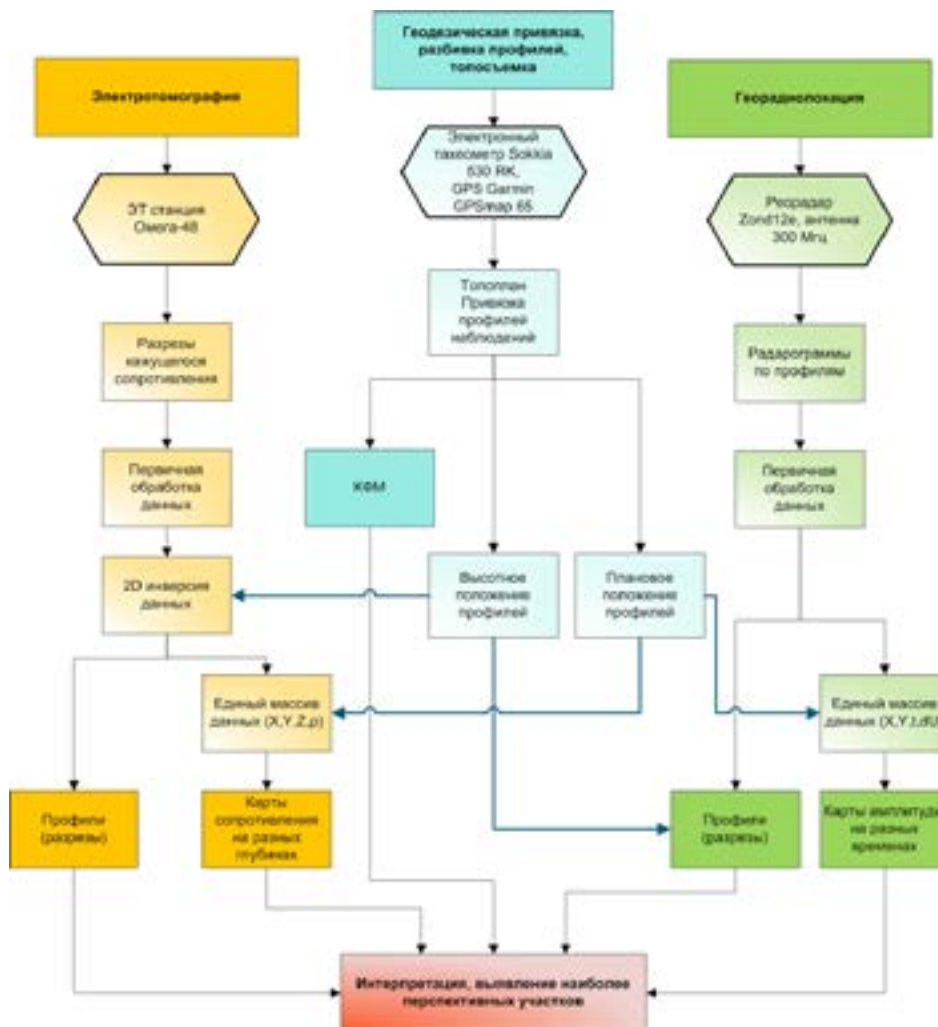 Геодезическая привязка,
разбивка профилей,
топосъемка
Электротомография
Георадиолокация
Электронный
тахеометр Sokkia
530 RK,
GPS Garmin
GPSmap 65
ЭТ станция
Омега-48
Реорадар
Zond12e, антенна
300 Мгц
Топоплан
Привязка
профилей
наблюдений
Разрезы
кажущегося
сопротивления
Радарограммы
по профилям
Первичная
обработка
данных
ЖФМ
Первичная
обработка
данных
2D инверсия
данных
Высотное
положение
профилей
Плановое
положение
профилей
Единый массив
данных (X,Y,Z,ρ)
Единый массив
данных (X,Y,t,dU
Профили
(разрезы)
Карты
сопротивления
на разных
глубинах
Профили
(разрезы)
Карты амплитуд
на разных
временах
Интерпретация, выявление наиболее
перспективных участков